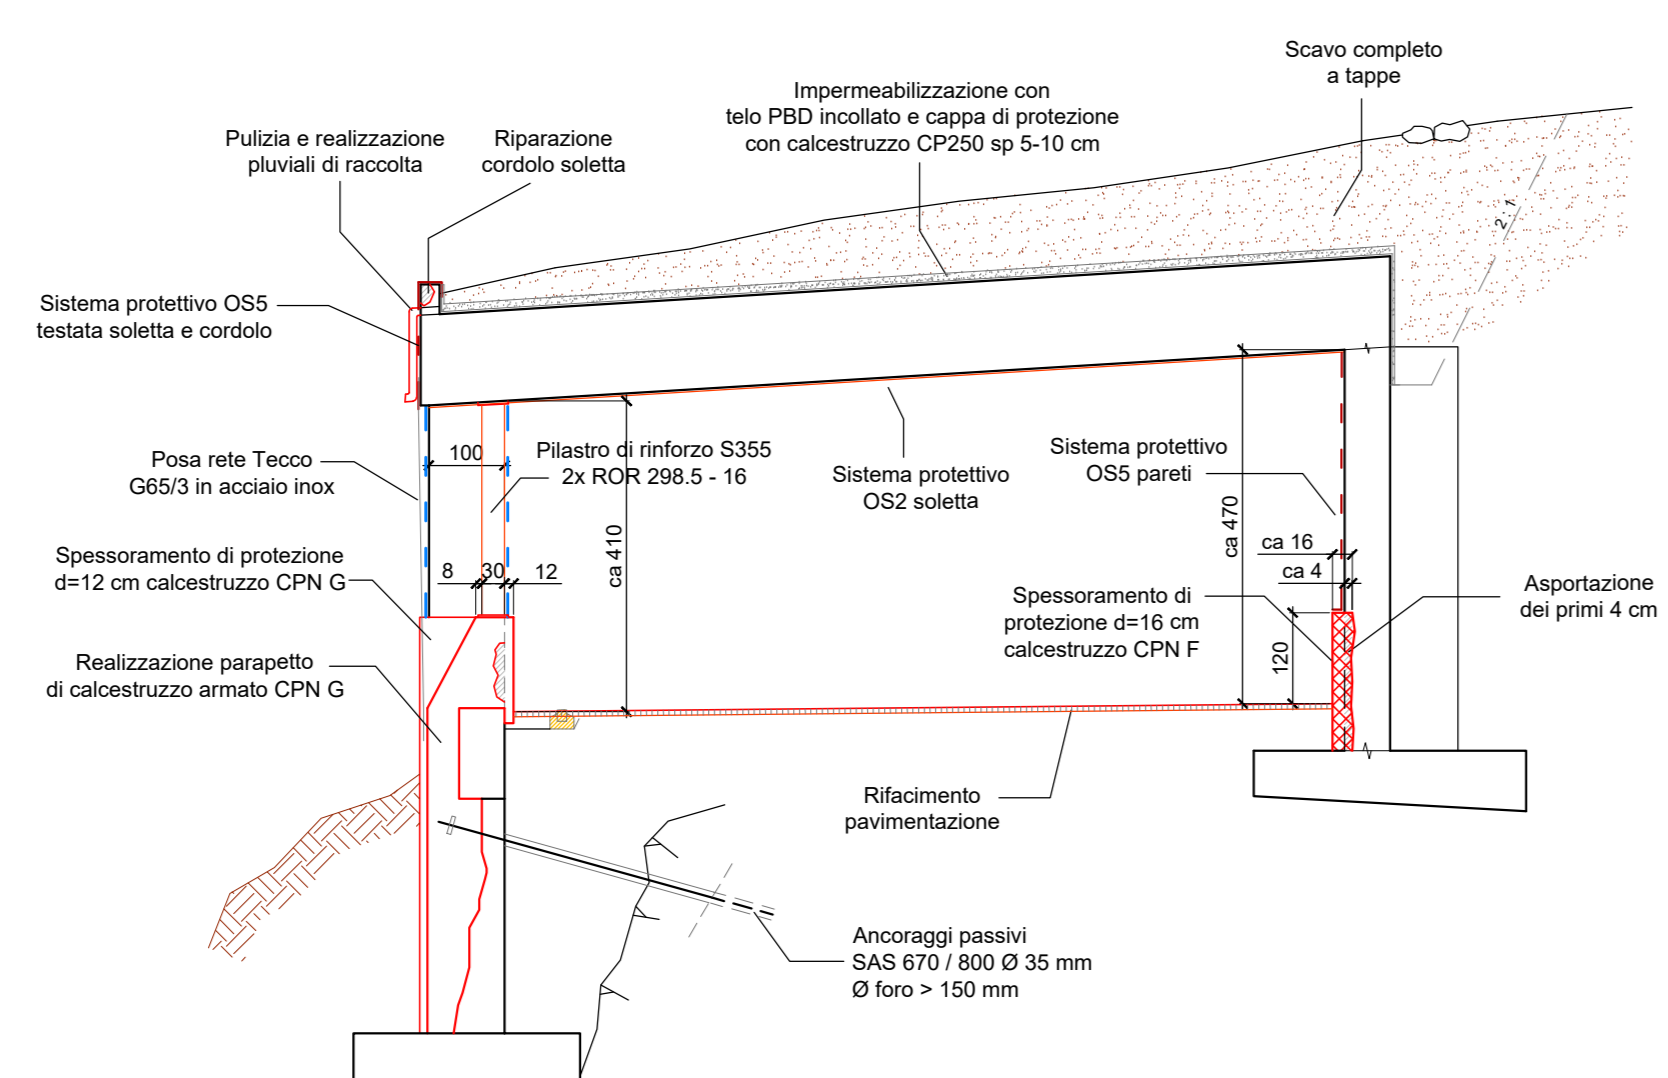 Scavo completo
a tappe
Impermeabilizzazione con
telo PBD incollato e cappa di protezione
con calcestruzzo CP250 sp 5-10 cm
Pulizia e realizzazione
pluviali di raccolta
Riparazione
cordolo soletta
2 : 1
Sistema protettivo OS5
testata soletta e cordolo
Posa rete Tecco
G65/3 in acciaio inox
100
Pilastro di rinforzo S355
2x ROR 298.5 - 16
Sistema protettivo
OS2 soletta
Sistema protettivo
OS5 pareti
ca 410
ca 470
ca 16
ca 4
8
30
12
Spessoramento di protezione
d=12 cm calcestruzzo CPN G
Spessoramento di
protezione d=16 cm
calcestruzzo CPN F
120
Asportazione
dei primi 4 cm
Realizzazione parapetto
di calcestruzzo armato CPN G
Rifacimento
pavimentazione
Ancoraggi passivi
SAS 670 / 800 Ø 35 mm
Ø foro > 150 mm